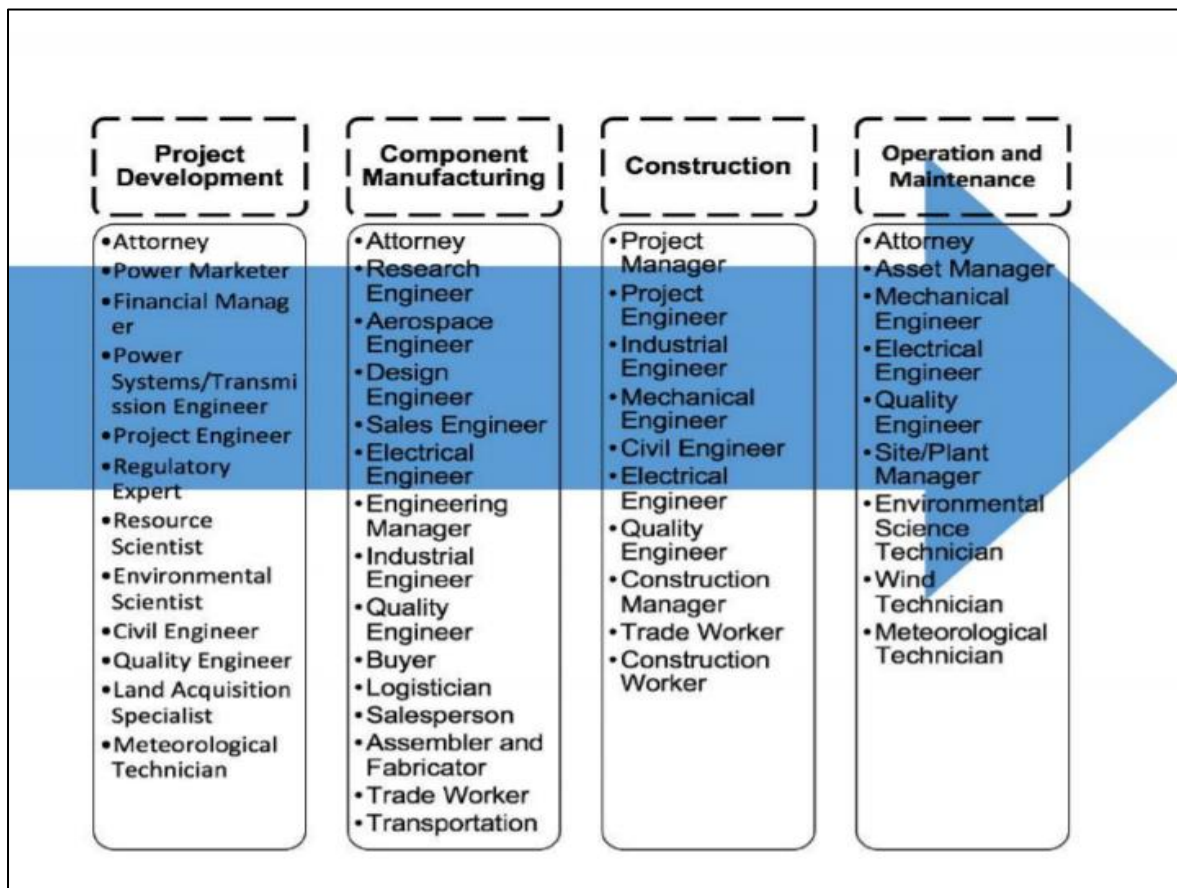 Project
Development
•Attorney
•Power Marketer
•Financial Manag
er
•Power
Systems/Transmi
ssion Engineer
•Project Engineer
•Regulatory
Expert
•Resource
Scientist
•Environmental
Scientist
•Civil Engineer
•Quality Engineer
•Land Acquisition
Specialist
•Meteorological
Technician
Component
Manufacturing
•Attorney
•Research
Engineer
•Aerospace
Engineer
•Design
Engineer
•Sales Engineer
•Electrical
Engineer
•Engineering
Manager
•Industrial
Engineer
•Quality
Engineer
•Buyer
•Logistician
•Salesperson
•Assembler and
Fabricator
•Trade Worker
•Transportation
Construction
•Project
Manager
•Project
Engineer
•Industrial
Engineer
•Mechanical
Engineer
•Civil Engineer
•Electrical
Engineer
•Quality
Engineer
•Construction
Manager
•Trade Worker
•Construction
Worker
Operation and
Maintenance
•Attorney
•Asset Manager
•Mechanical
Engineer
•Electrical
Engineer
•Quality
Engineer
•Site/Plant
Manager
•Environmental
Science
Technician
•Wind
Technician
•Meteorological
Technician